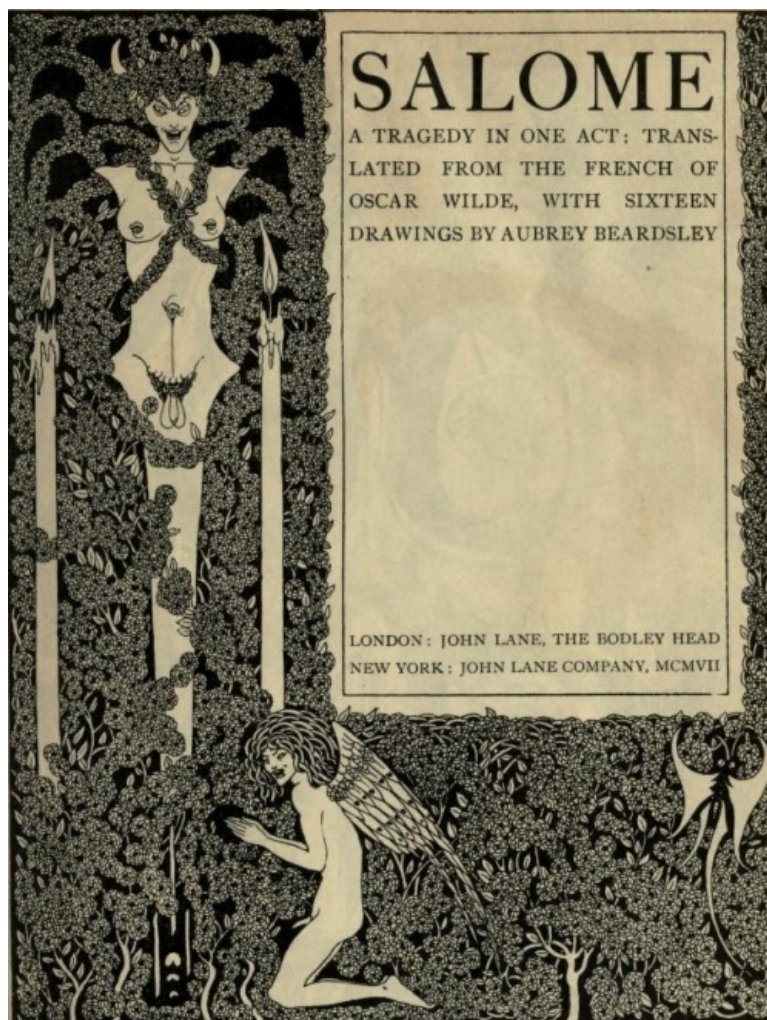 SALOME
A TRAGEDY IN ONE ACT: TRANS-
LATED FROM THE FRENCH OF
OSCAR WILDE, WITH SIXTEEN
DRAWINGS BY AUBREY BEARDSLEY
LONDON: JOHN LANE, THE BODLEY HEAD
NEW YORK: JOHN LANE COMPANY, MCMVII